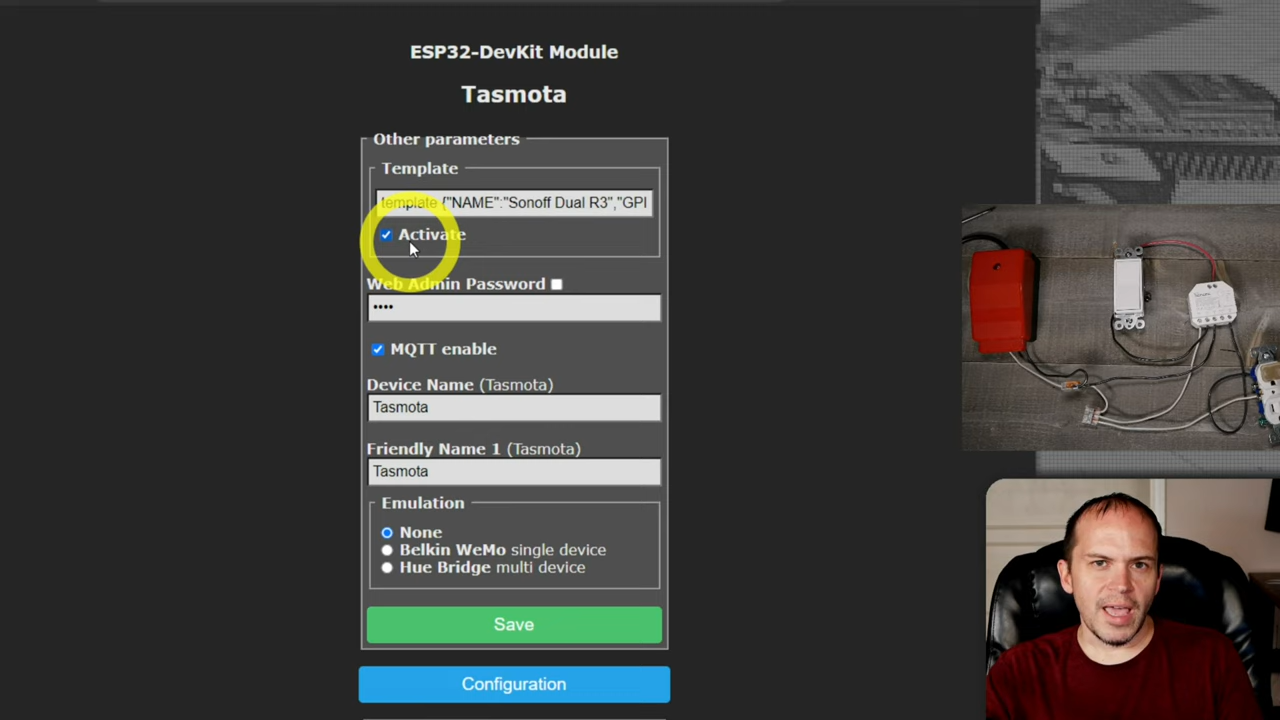 ESP32-DevKit Module
Tasmota
Other parameters
Template
template {"NAME":"Sonoff Dual R3","GPI
Activate
Web Admin Password
••••
MQTT enable
Device Name (Tasmota)
Tasmota
Friendly Name 1 (Tasmota)
Tasmota
Emulation
None
Belkin WeMo single device
Hue Bridge multi device
Save
Configuration